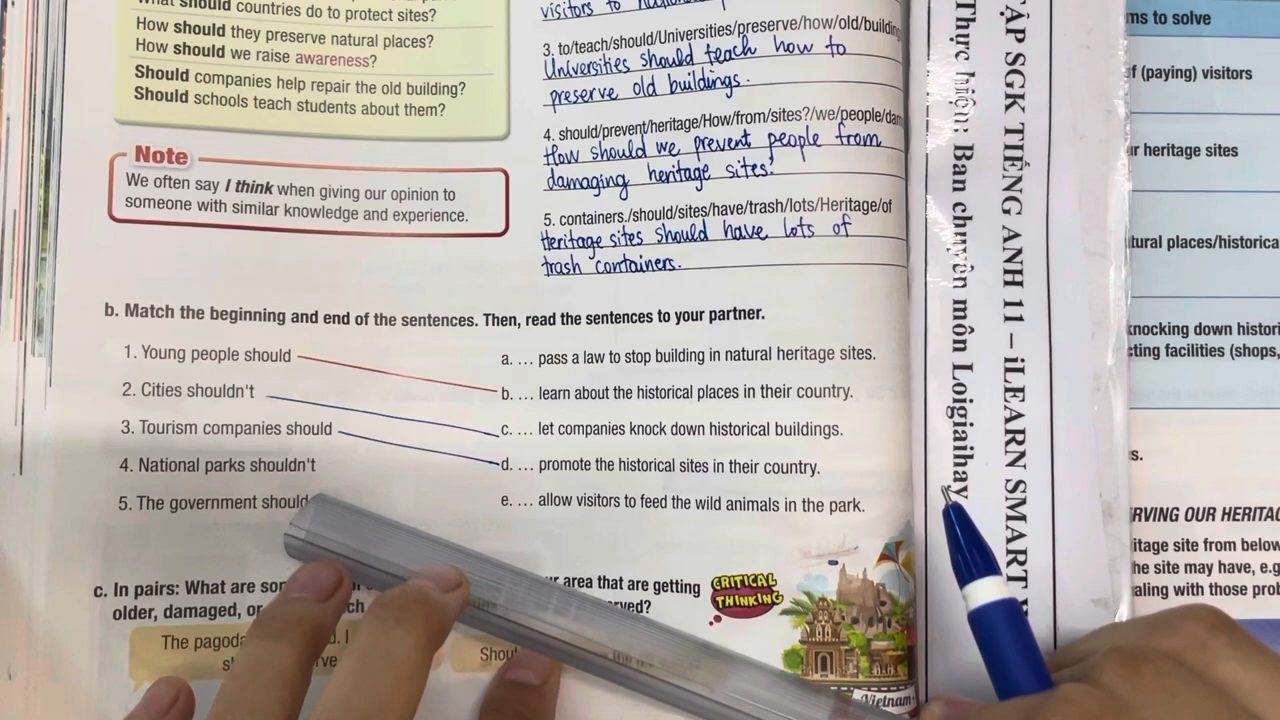 should countries do to protect sites?
How should they preserve natural places?
How should we raise awareness?
Should companies help repair the old building?
Should schools teach students about them?
Note
We often say I think when giving our opinion to
someone with similar knowledge and experience.
visitors to
3. to/teach/should/Universities/preserve/how/old/building
Universities should teach how to
preserve old buildings.
4. should/prevent/heritage/How/from/sites?/we/people/dam
How should we prevent people from
damaging heritage sites?
5. containers./should/sites/have/trash/lots/Heritage/of
Heritage sites should have lots of
trash containers.
b. Match the beginning and end of the sentences. Then, read the sentences to your partner.
1. Young people should
2. Cities shouldn't
3. Tourism companies should
4. National parks shouldn't
5. The government should
a. ... pass a law to stop building in natural heritage sites.
b. ... learn about the historical places in their country.
c. ... let companies knock down historical buildings.
d. ... promote the historical sites in their country.
e. ... allow visitors to feed the wild animals in the park.
c. In pairs: What are area that are getting
older, damaged, or
The pagoda I
CRITICAL
THINKING
Vietnam
ẬP SGK TIẾNG ANH 11 – iLEARN SMART
Thực hiện: Ban chuyên môn Loigiaihay
ms to solve
f (paying) visitors
r heritage sites
tural places/historica
knocking down histori
cting facilities (shops,
s.
RVING OUR HERITAG
itage site from below
he site may have, e.g
aling with those prob